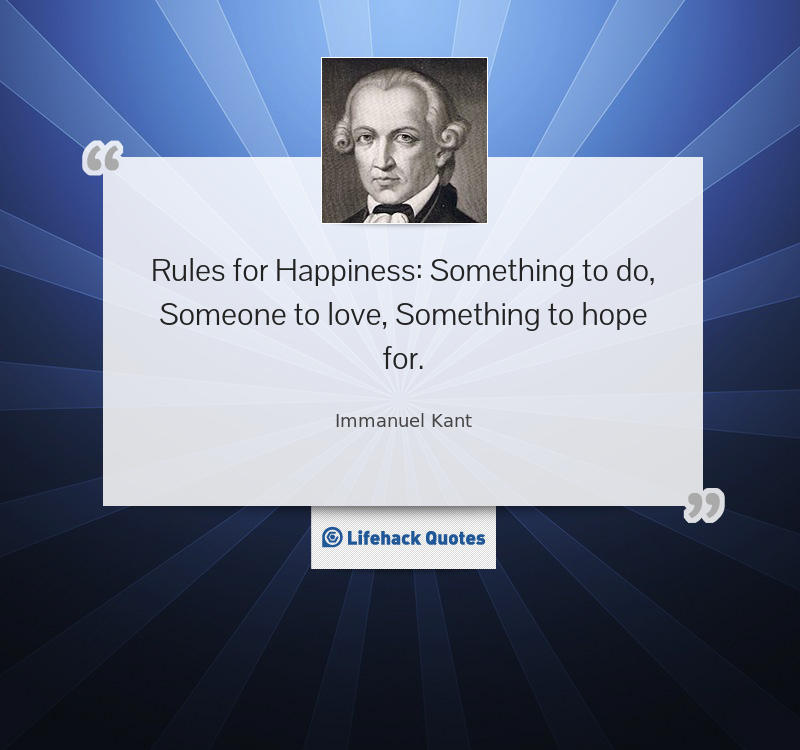 “
Rules for Happiness: Something to do,
Someone to love, Something to hope
for.
Immanuel Kant
”
Lifehack Quotes